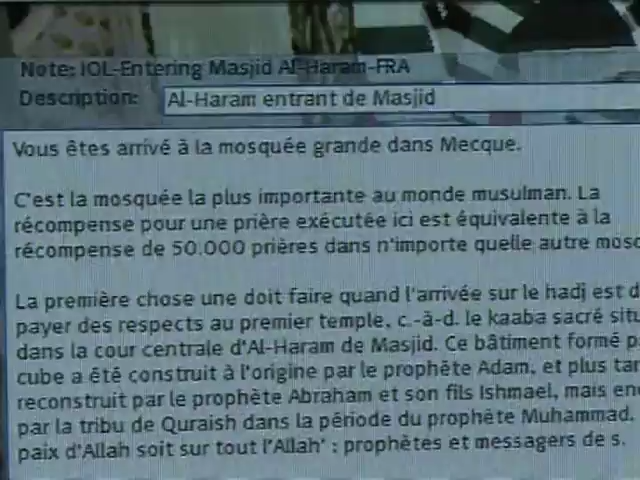 Note: IOL-Entering Masjid Al-Haram-FRA
Description: Al-Haram entrant de Masjid
Vous êtes arrivé à la mosquée grande dans Mecque.
C'est la mosquée la plus importante au monde musulman. La
récompense pour une prière exécutée ici est équivalente à la
récompense de 50.000 prières dans n'importe quelle autre
La première chose une doit faire quand l'arrivée sur le hadj est
payer des respects au premier temple, c.-à-d. le kaaba sacré
dans la cour centrale d'Al-Haram de Masjid. Ce bâtiment formé
cube a été construit à l'origine par le prophète Adam, et plus
reconstruit par le prophète Abraham et son fils Ishmael, mais
par la tribu de Quraish dans la période du prophète Muhammad.
paix d'Allah soit sur tout l'Allah' : prophètes et messagers de s.